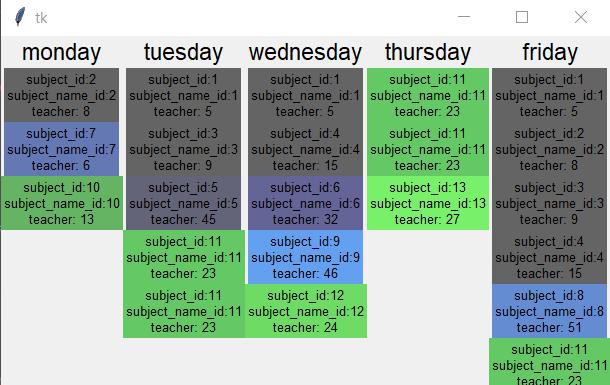 tk
monday
subject_id:2
subject_name_id:2
teacher: 8
subject_id:7
subject_name_id:7
teacher: 6
subject_id:10
subject_name_id:10
teacher: 13
tuesday
subject_id:1
subject_name_id:1
teacher: 5
subject_id:3
subject_name_id:3
teacher: 9
subject_id:5
subject_name_id:5
teacher: 45
subject_id:11
subject_name_id:11
teacher: 23
subject_id:11
subject_name_id:11
teacher: 23
wednesday
subject_id:1
subject_name_id:1
teacher: 5
subject_id:4
subject_name_id:4
teacher: 15
subject_id:6
subject_name_id:6
teacher: 32
subject_id:9
subject_name_id:9
teacher: 46
subject_id:12
subject_name_id:12
teacher: 24
thursday
subject_id:11
subject_name_id:11
teacher: 23
subject_id:11
subject_name_id:11
teacher: 23
subject_id:13
subject_name_id:13
teacher: 27
friday
subject_id:1
subject_name_id:1
teacher: 5
subject_id:2
subject_name_id:2
teacher: 8
subject_id:3
subject_name_id:3
teacher: 9
subject_id:4
subject_name_id:4
teacher: 15
subject_id:8
subject_name_id:8
teacher: 51
subject_id:11
subject_name_id:11
teacher: 23